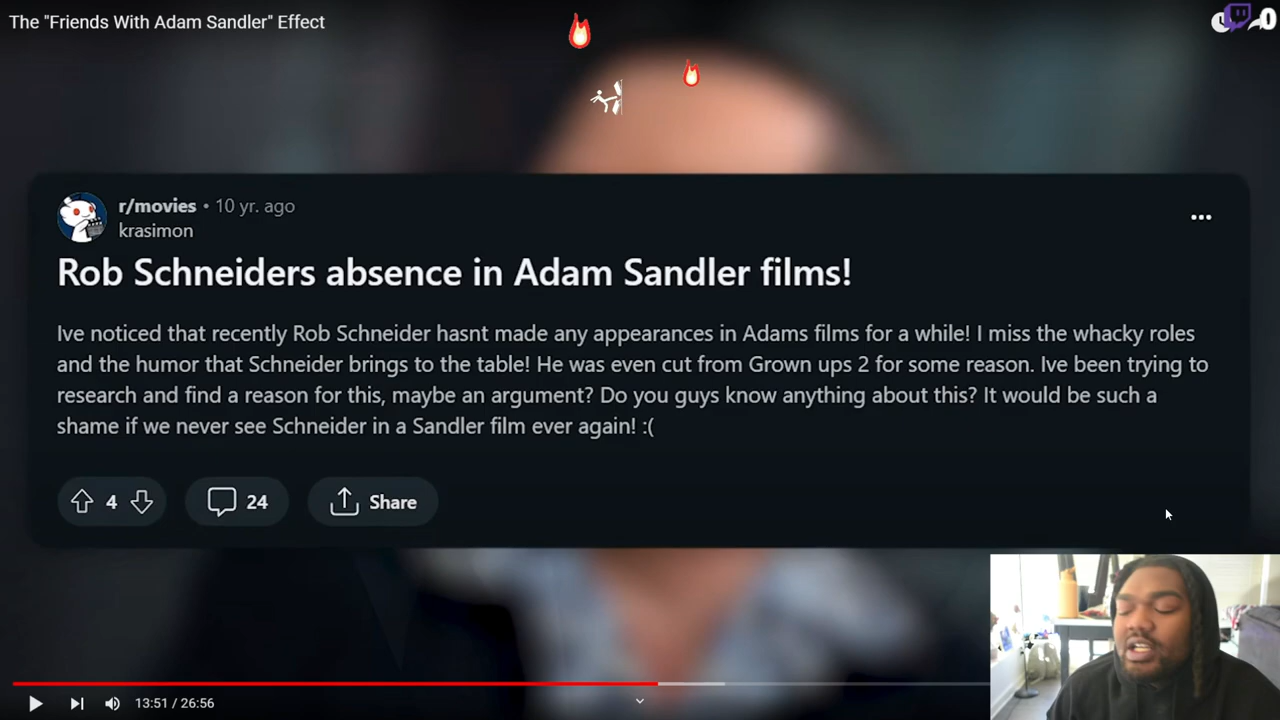 The "Friends With Adam Sandler" Effect
0
r/movies • 10 yr. ago
krasimon
Rob Schneiders absence in Adam Sandler films!
Ive noticed that recently Rob Schneider hasnt made any appearances in Adams films for a while! I miss the whacky roles
and the humor that Schneider brings to the table! He was even cut from Grown ups 2 for some reason. Ive been trying to
research and find a reason for this, maybe an argument? Do you guys know anything about this? It would be such a
shame if we never see Schneider in a Sandler film ever again! :(
4
24
Share
13:51 / 26:56